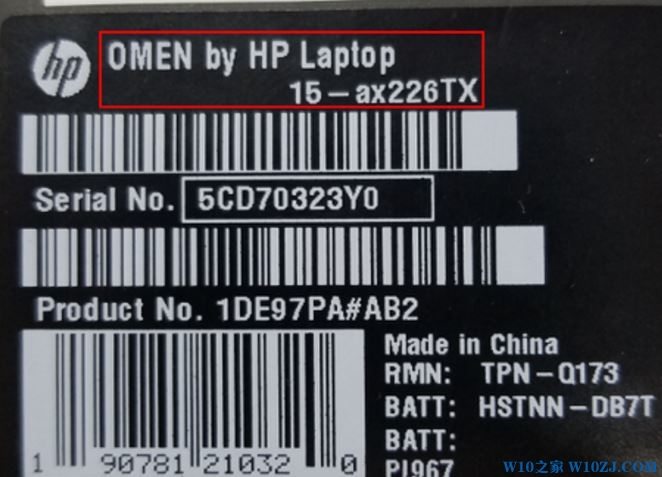 hp
OMEN by HP Laptop
15-ax226TX
Serial No. 5CD70323Y0
Product No. 1DE97PA#AB2
Made in China
RMN: TPN-Q173
BATT: HSTNN-DB7T
BATT:
PI967
1 90781 21032 0
W10之家 W10ZJ.COM